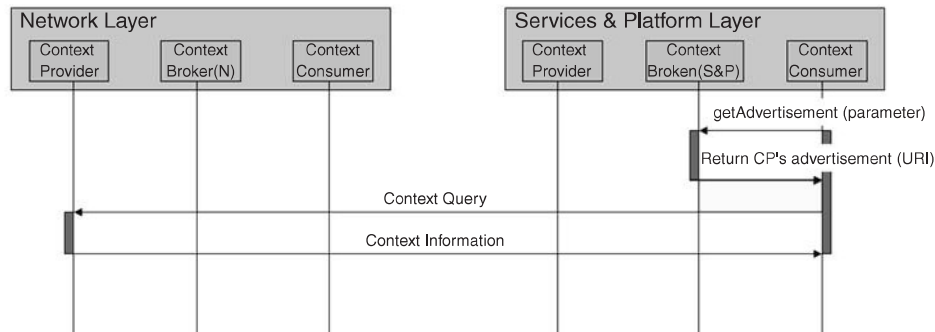 Network Layer
Services & Platform Layer
Context
Provider
Context
Broker(N)
Context
Consumer
Context
Provider
Context
Broken(S&P)
Context
Consumer
getAdvertisement (parameter)
Return CP's advertisement (URI)
Context Query
Context Information